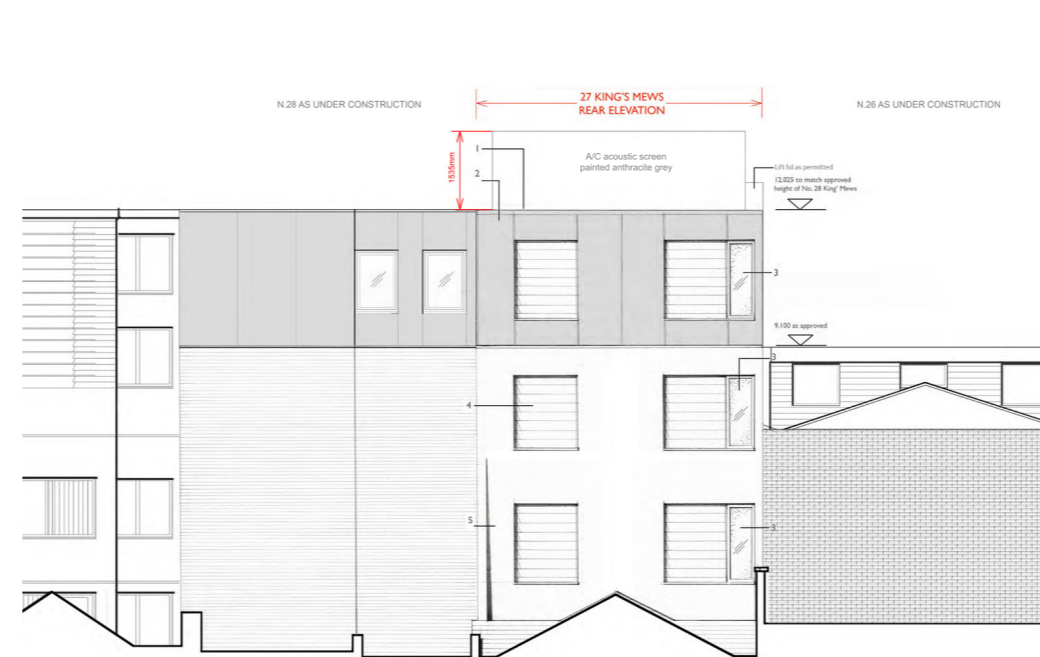 27 KING'S MEWS
REAR ELEVATION
N.28 AS UNDER CONSTRUCTION
N.26 AS UNDER CONSTRUCTION
1535mm
1
2
A/C acoustic screen
painted anthracite grey
Lift lid as permitted
12.025 to match approved
height of No. 28 King' Mews
3
9.100 as approved
3
4
5
3